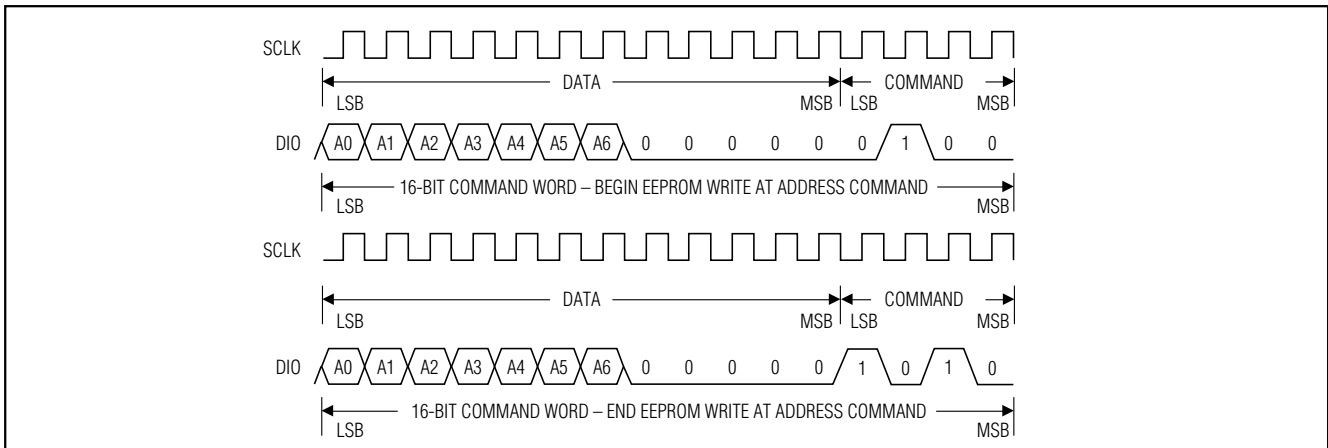 SCLK
DATA COMMAND
LSB MSB LSB MSB
DIO A0 A1 A2 A3 A4 A5 A6 0 0 0 0 0 0 1 0 0
16-BIT COMMAND WORD – BEGIN EEPROM WRITE AT ADDRESS COMMAND
LSB MSB
SCLK
DATA COMMAND
LSB MSB LSB MSB
DIO A0 A1 A2 A3 A4 A5 A6 0 0 0 0 0 1 0 1 0
16-BIT COMMAND WORD – END EEPROM WRITE AT ADDRESS COMMAND
LSB MSB